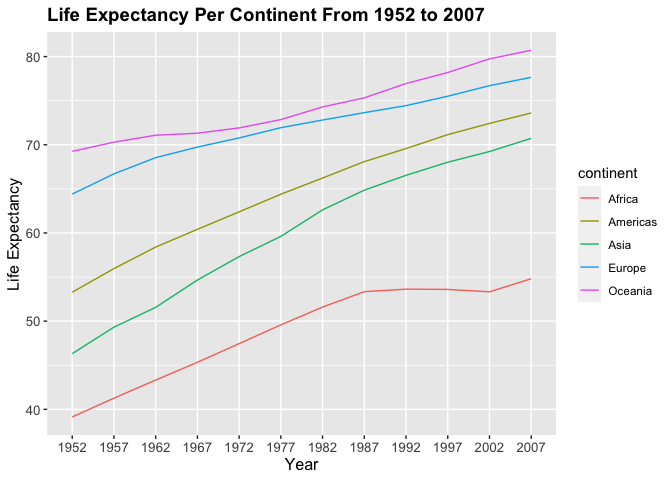 Life Expectancy Per Continent From 1952 to 2007
Life Expectancy
80
70
60
50
40
1952 1957 1962 1967 1972 1977 1982 1987 1992 1997 2002 2007
Year
continent
Africa
Americas
Asia
Europe
Oceania